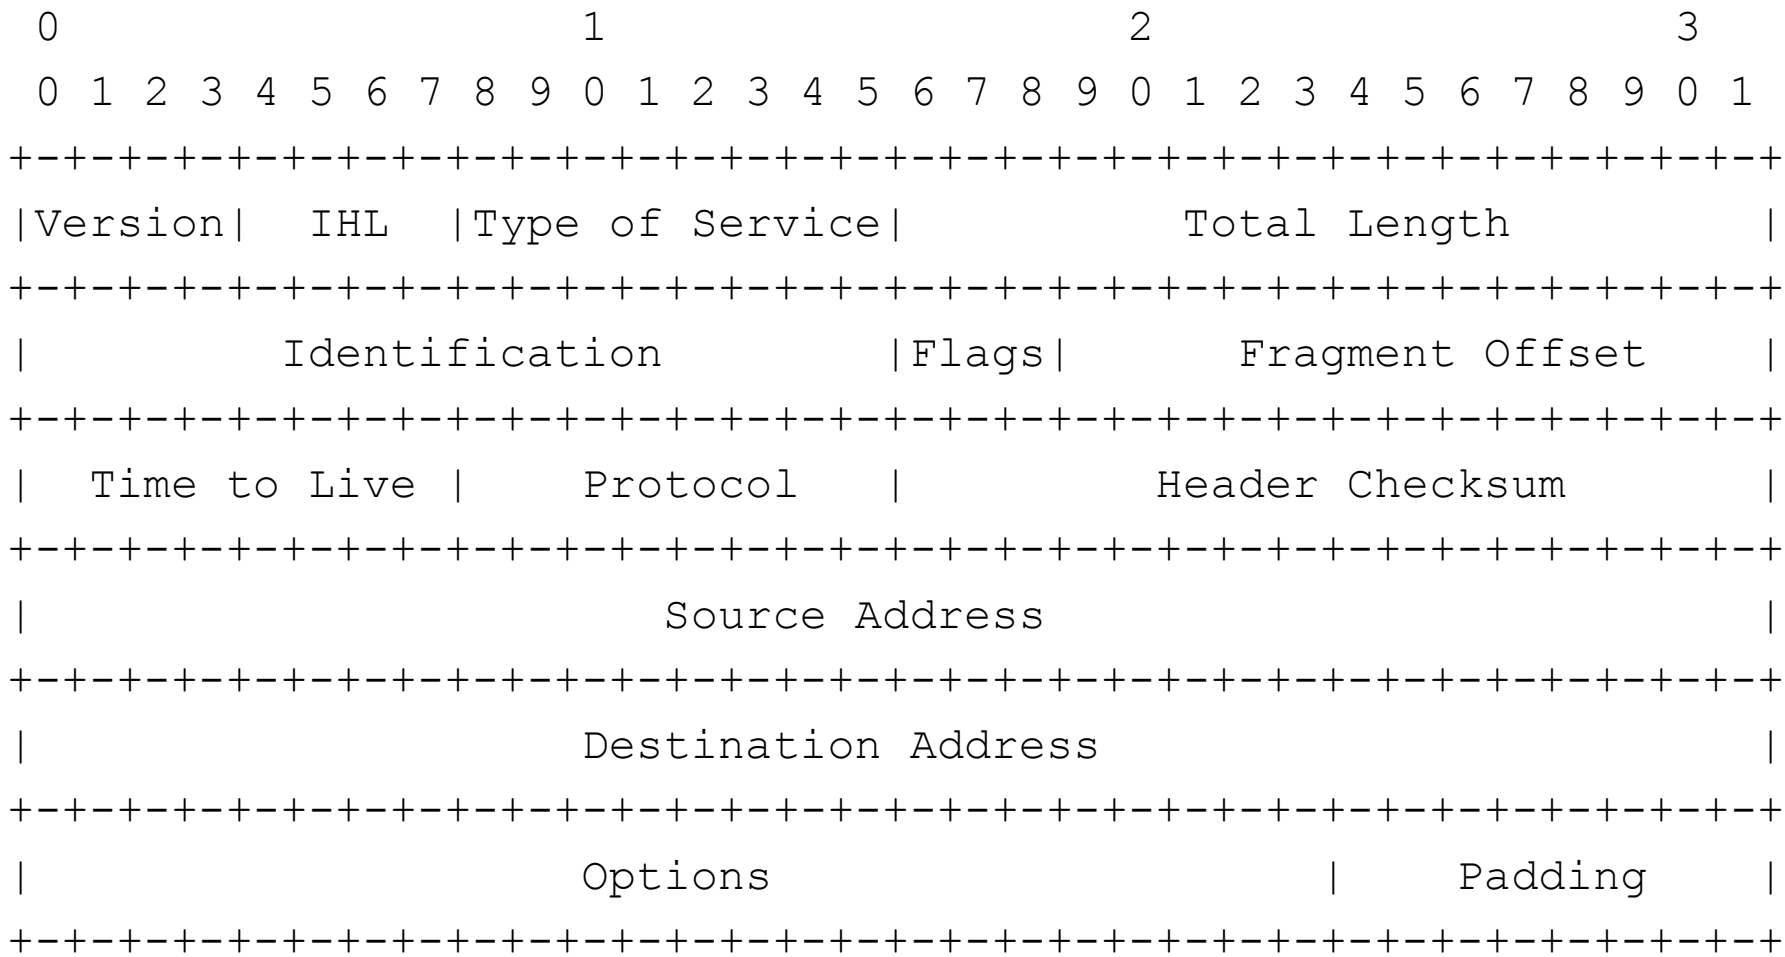 0                   1                   2                   3
 0 1 2 3 4 5 6 7 8 9 0 1 2 3 4 5 6 7 8 9 0 1 2 3 4 5 6 7 8 9 0 1
+-+-+-+-+-+-+-+-+-+-+-+-+-+-+-+-+-+-+-+-+-+-+-+-+-+-+-+-+-+-+-+-+
|Version|  IHL  |Type of Service|          Total Length         |
+-+-+-+-+-+-+-+-+-+-+-+-+-+-+-+-+-+-+-+-+-+-+-+-+-+-+-+-+-+-+-+-+
|         Identification        |Flags|      Fragment Offset    |
+-+-+-+-+-+-+-+-+-+-+-+-+-+-+-+-+-+-+-+-+-+-+-+-+-+-+-+-+-+-+-+-+
|  Time to Live |    Protocol   |         Header Checksum       |
+-+-+-+-+-+-+-+-+-+-+-+-+-+-+-+-+-+-+-+-+-+-+-+-+-+-+-+-+-+-+-+-+
|                       Source Address                          |
+-+-+-+-+-+-+-+-+-+-+-+-+-+-+-+-+-+-+-+-+-+-+-+-+-+-+-+-+-+-+-+-+
|                    Destination Address                        |
+-+-+-+-+-+-+-+-+-+-+-+-+-+-+-+-+-+-+-+-+-+-+-+-+-+-+-+-+-+-+-+-+
|                    Options                    |    Padding    |
+-+-+-+-+-+-+-+-+-+-+-+-+-+-+-+-+-+-+-+-+-+-+-+-+-+-+-+-+-+-+-+-+